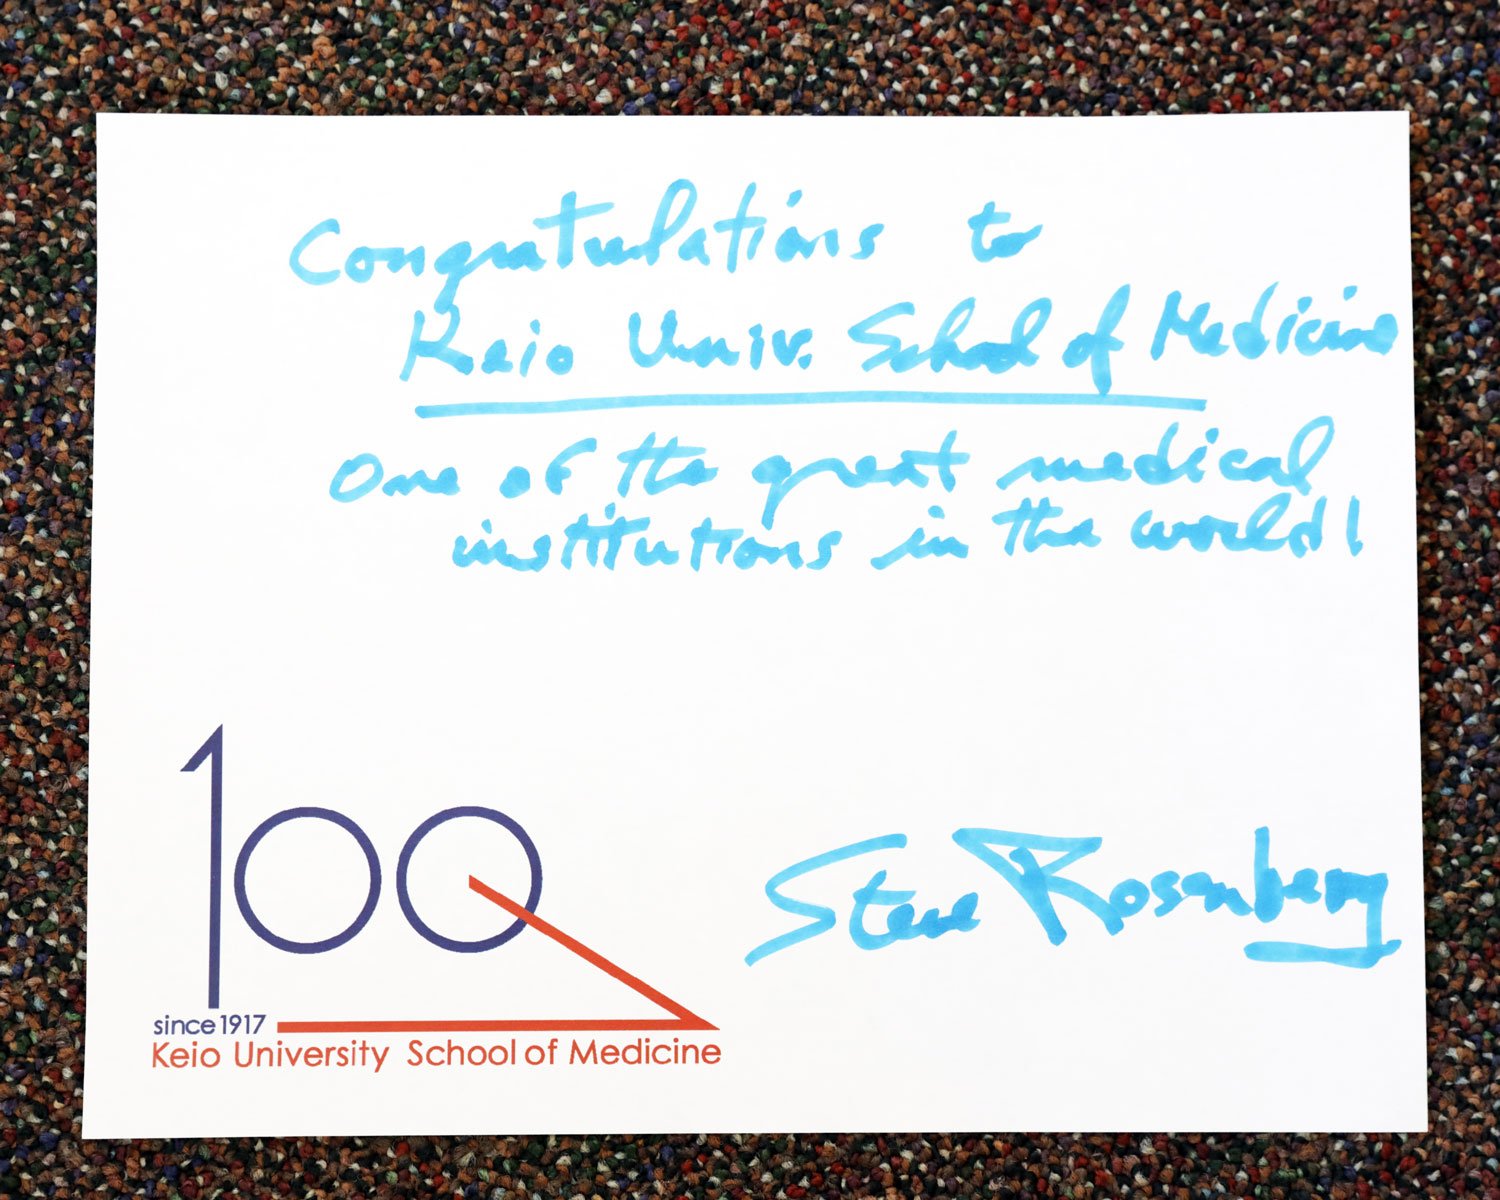 Congratulations to
Keio Univ. School of Medicine
One of the great medical
institutions in the world!
100
since 1917
Keio University School of Medicine
Steve Rosenberg